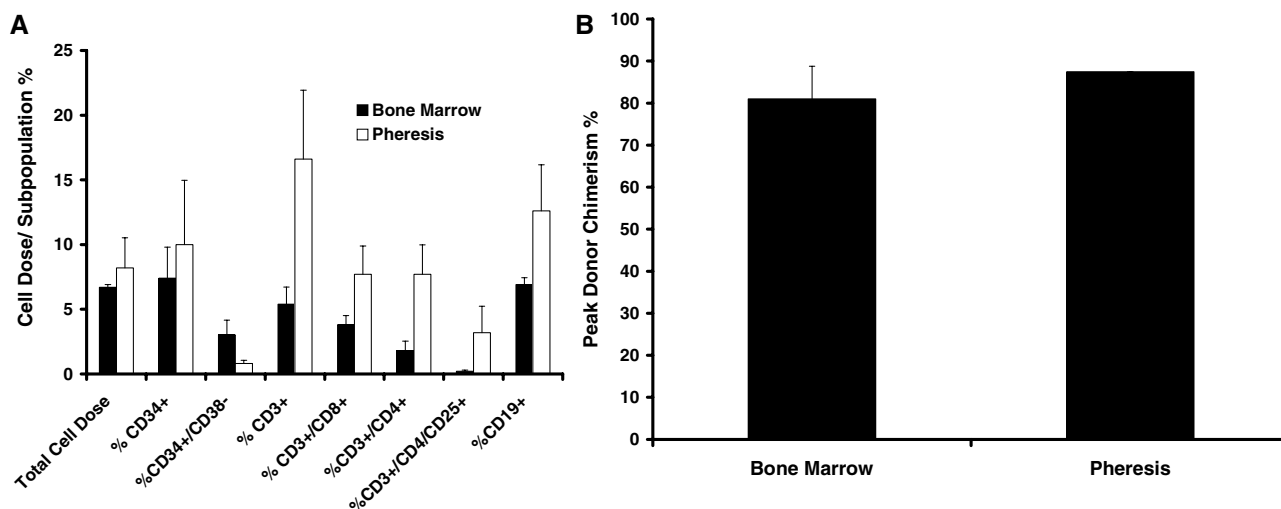 A
Cell Dose/ Subpopulation %
25
20
15
10
5
0
Bone Marrow
Pheresis
Total Cell Dose
% CD34+
%CD34+/CD38-
% CD3+
% CD3+/CD8+
%CD3+/CD4+
%CD3+/CD4/CD25+
%CD19+
B
Peak Donor Chimerism %
100
90
80
70
60
50
40
30
20
10
0
Bone Marrow
Pheresis